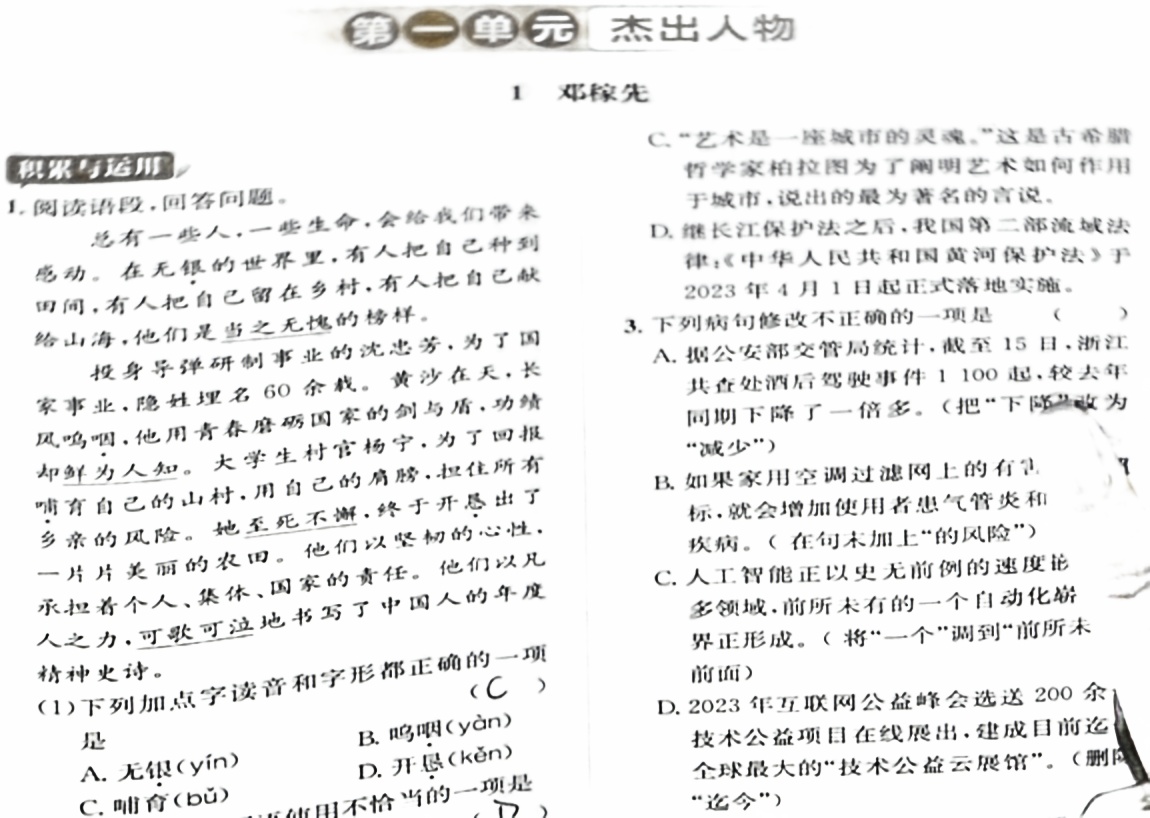 第一单元 杰出人物
1 邓稼先
积累与运用
1. 阅读语段,回答问题。
总有一些人,一些生命,会给我们带来
感动。在无银的世界里,有人把自己种到
田间,有人把自己留在乡村,有人把自己献
给山海,他们是当之无愧的榜样。
投身导弹研制事业的沈忠芳,为了国
家事业,隐姓埋名 60 余载。黄沙在天,长
风呜咽,他用青春磨砺国家的剑与盾,功绩
却鲜为人知。大学生村官杨宁,为了回报
哺育自己的山村,用自己的肩膀,担住所有
乡亲的风险。她至死不懈,终于开恳出了
一片片美丽的农田。他们以坚韧的心性,
承担着个人、集体、国家的责任。他们以凡
人之力,可歌可泣地书写了中国人的年度
精神史诗。
(1)下列加点字读音和字形都正确的一项
是 (C)
A. 无银(yín) B. 呜咽(yàn)
C. 哺育(bǔ) D. 开恳(kěn)
使用不恰当的一项是
(D)
C. “艺术是一座城市的灵魂。”这是古希腊
哲学家柏拉图为了阐明艺术如何作用
于城市,说出的最为著名的言说。
D. 继长江保护法之后,我国第二部流域法
律:《中华人民共和国黄河保护法》于
2023 年 4 月 1 日起正式落地实施。
3. 下列病句修改不正确的一项是 ( )
A. 据公安部交管局统计,截至 15 日,浙江
共查处酒后驾驶事件 1 100 起,较去年
同期下降了一倍多。(把“下降”改为
“减少”)
B. 如果家用空调过滤网上的有害
标,就会增加使用者患气管炎和
疾病。( 在句末加上“的风险”)
C. 人工智能正以史无前例的速度
多领域,前所未有的一个自动化崭
界正形成。( 将“一个”调到“前所未
前面)
D. 2023 年互联网公益峰会选送 200 余
技术公益项目在线展出,建成目前迄
全球最大的“技术公益云展馆”。(删
“迄今”)